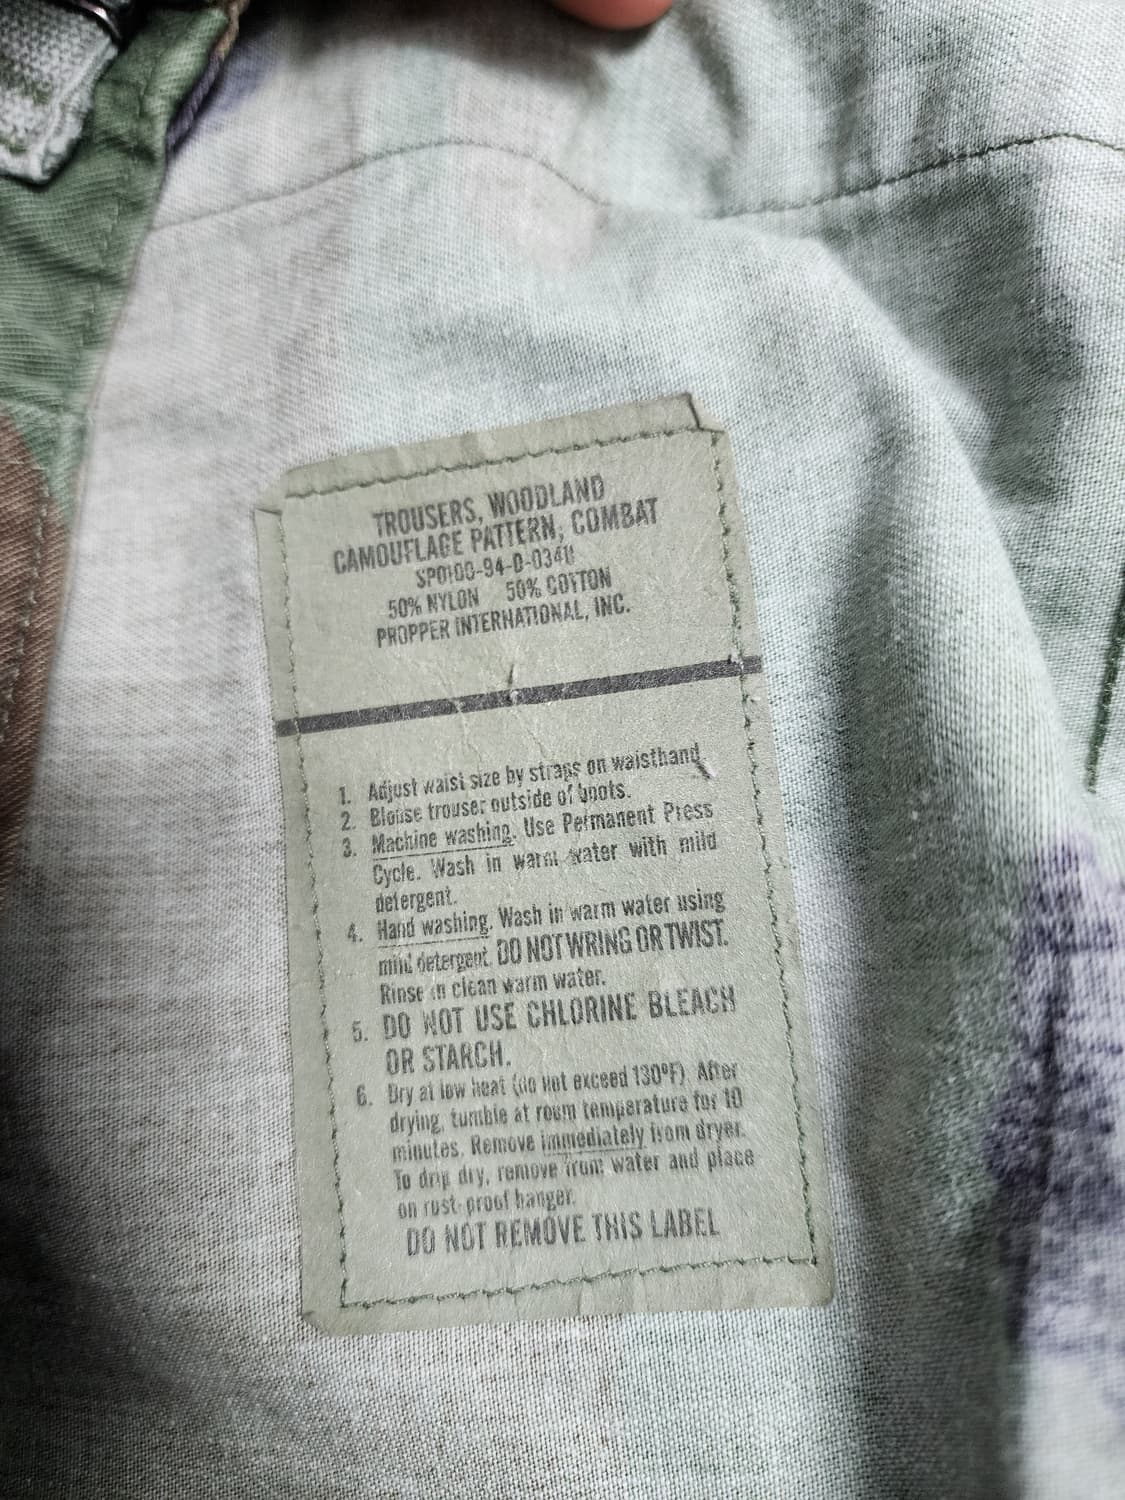 TROUSERS, WOODLAND
CAMOUFLAGE PATTERN, COMBAT
50% NYLON 50% COTTON
PROPPER INTERNATIONAL, INC.
1. Adjust waist size by straps on waistband.
2. Blouse trouser outside of boots.
3. Machine washing. Use Permanent Press
Cycle. Wash in warm water with mild
detergent.
4. Hand washing. Wash in warm water using
mild detergent. DO NOT WRING OR TWIST.
Rinse in clean warm water.
5. DO NOT USE CHLORINE BLEACH
OR STARCH.
6. Dry at low heat (do not exceed 130°F). After
drying, tumble at room temperature for 10
minutes. Remove immediately from dryer.
To drip dry, remove from water and place
on rust-proof hanger.
DO NOT REMOVE THIS LABEL